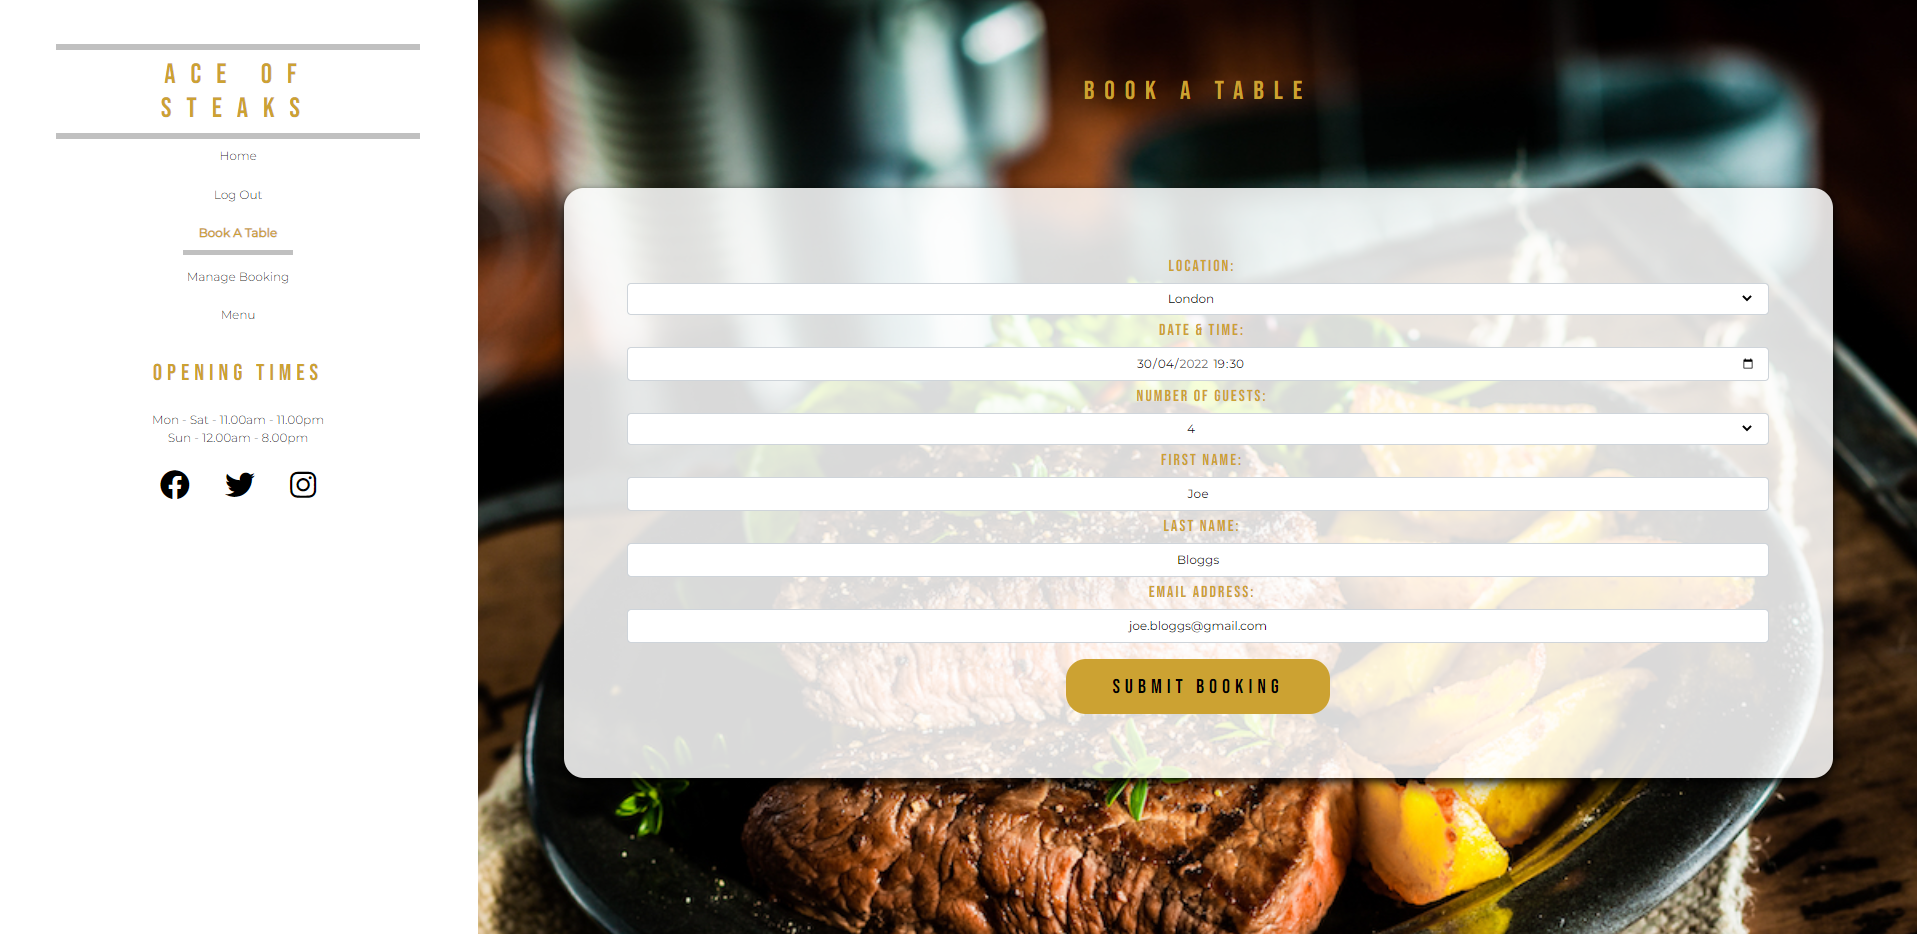 ACE OF
STEAKS
Home
Log Out
Book A Table
Manage Booking
Menu
OPENING TIMES
Mon - Sat - 11.00am - 11.00pm
Sun - 12.00am - 8.00pm
BOOK A TABLE
LOCATION:
London
DATE & TIME:
30/04/2022 19:30
NUMBER OF GUESTS:
4
FIRST NAME:
Joe
LAST NAME:
Bloggs
EMAIL ADDRESS:
joe.bloggs@gmail.com
SUBMIT BOOKING